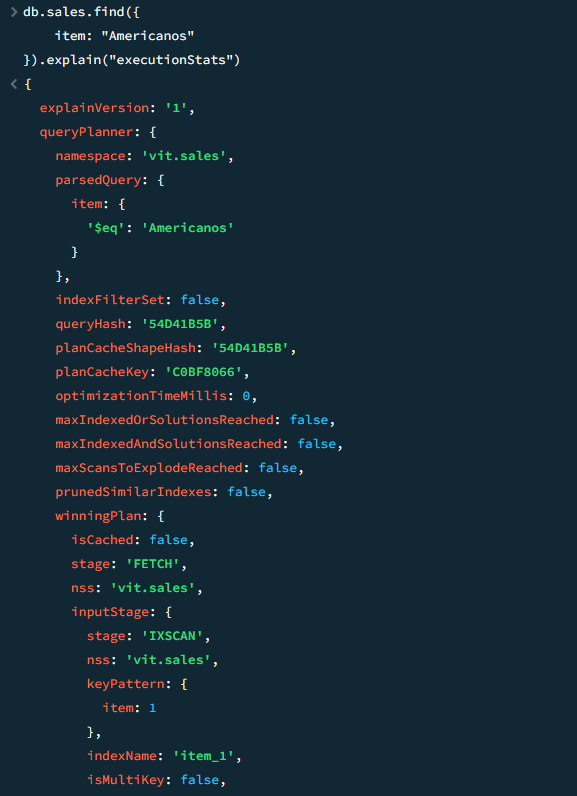 db.sales.find({
item: "Americanos"
}).explain("executionStats")
{
explainVersion: '1',
queryPlanner: {
namespace: 'vit.sales',
parsedQuery: {
item: {
'$eq': 'Americanos'
}
},
indexFilterSet: false,
queryHash: '54D41B5B',
planCacheShapeHash: '54D41B5B',
planCacheKey: 'C0BF8066',
optimizationTimeMillis: 0,
maxIndexedOrSolutionsReached: false,
maxIndexedAndSolutionsReached: false,
maxScansToExplodeReached: false,
prunedSimilarIndexes: false,
winningPlan: {
isCached: false,
stage: 'FETCH',
nss: 'vit.sales',
inputStage: {
stage: 'IXSCAN',
nss: 'vit.sales',
keyPattern: {
item: 1
},
indexName: 'item_1',
isMultiKey: false,